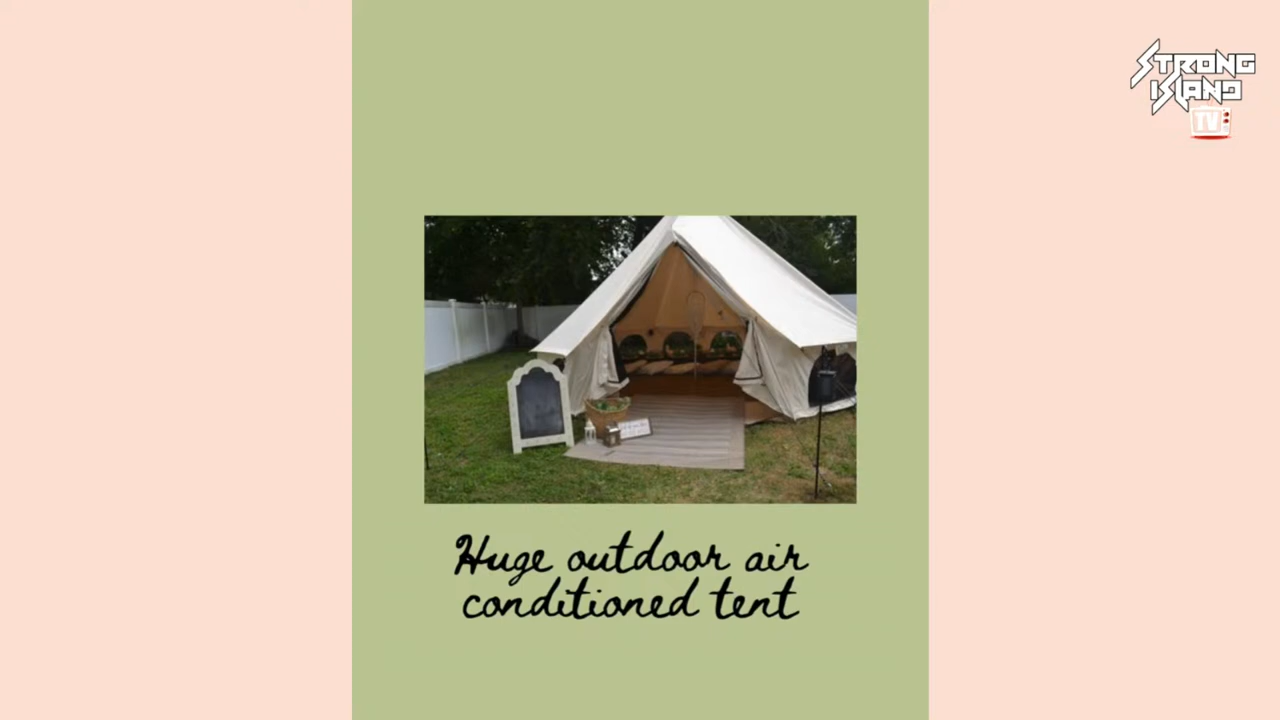 STRONG
ISLAND
TV
Huge outdoor air
conditioned tent